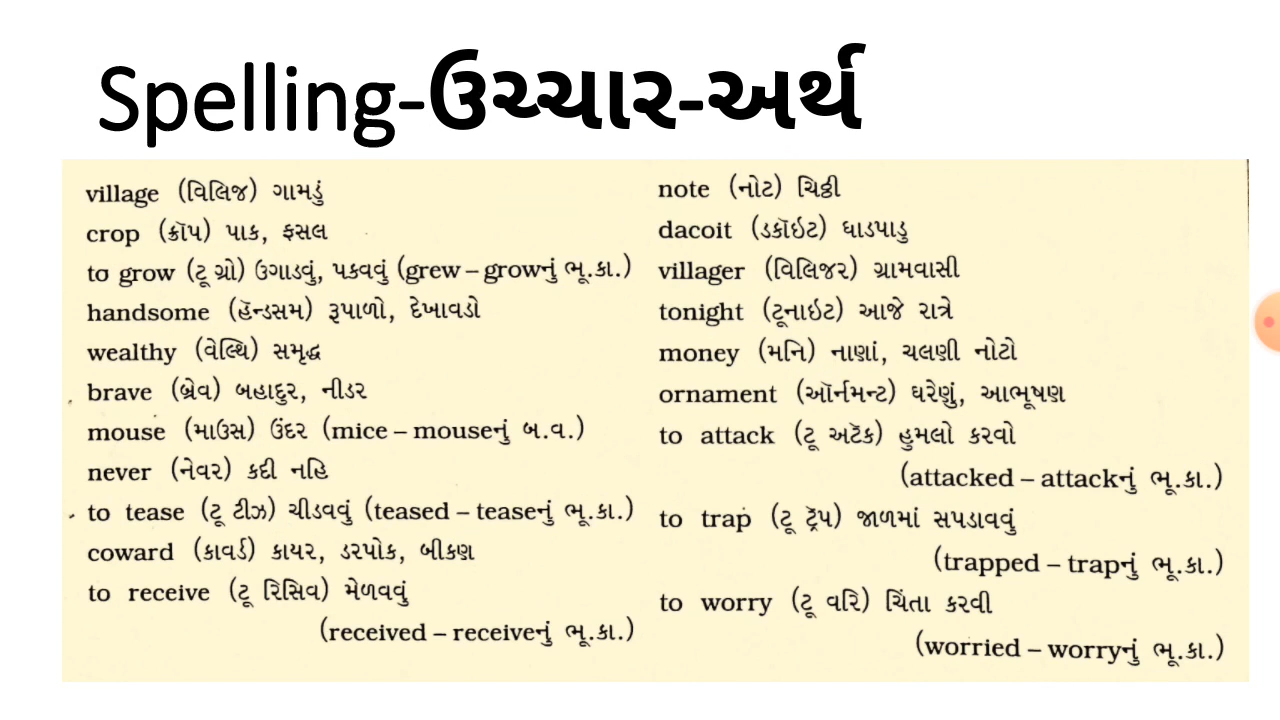 Spelling-ઉચ્ચાર-અર્થ
village (વિલિજ) ગામડું
crop (ક્રૉપ) પાક, ફસલ
to grow (ટૂ ગ્રો) ઉગાડવું, પકવવું (grew – growનું ભૂ.કા.)
handsome (હૅન્ડસમ) રૂપાળો, દેખાવડો
wealthy (વેલ્થિ) સમૃદ્ધ
brave (બ્રેવ) બહાદુર, નીડર
mouse (માઉસ) ઉંદર (mice – mouseનું બ.વ.)
never (નેવર) કદી નહિ
to tease (ટૂ ટીઝ) ચીડવવું (teased – teaseનું ભૂ.કા.)
coward (કાવર્ડ) કાયર, ડરપોક, બીકણ
to receive (ટૂ રિસિવ) મેળવવું
(received – receiveનું ભૂ.કા.)
note (નોટ) ચિઠ્ઠી
dacoit (ડકૉઇટ) ધાડપાડુ
villager (વિલિજર) ગ્રામવાસી
tonight (ટૂનાઇટ) આજે રાત્રે
money (મનિ) નાણાં, ચલણી નોટો
ornament (ઑર્નમન્ટ) ઘરેણું, આભૂષણ
to attack (ટૂ અટૅક) હુમલો કરવો
(attacked – attackનું ભૂ.કા.)
to trap (ટૂ ટ્રૅપ) જાળમાં સપડાવવું
(trapped – trapનું ભૂ.કા.)
to worry (ટૂ વરિ) ચિંતા કરવી
(worried – worryનું ભૂ.કા.)